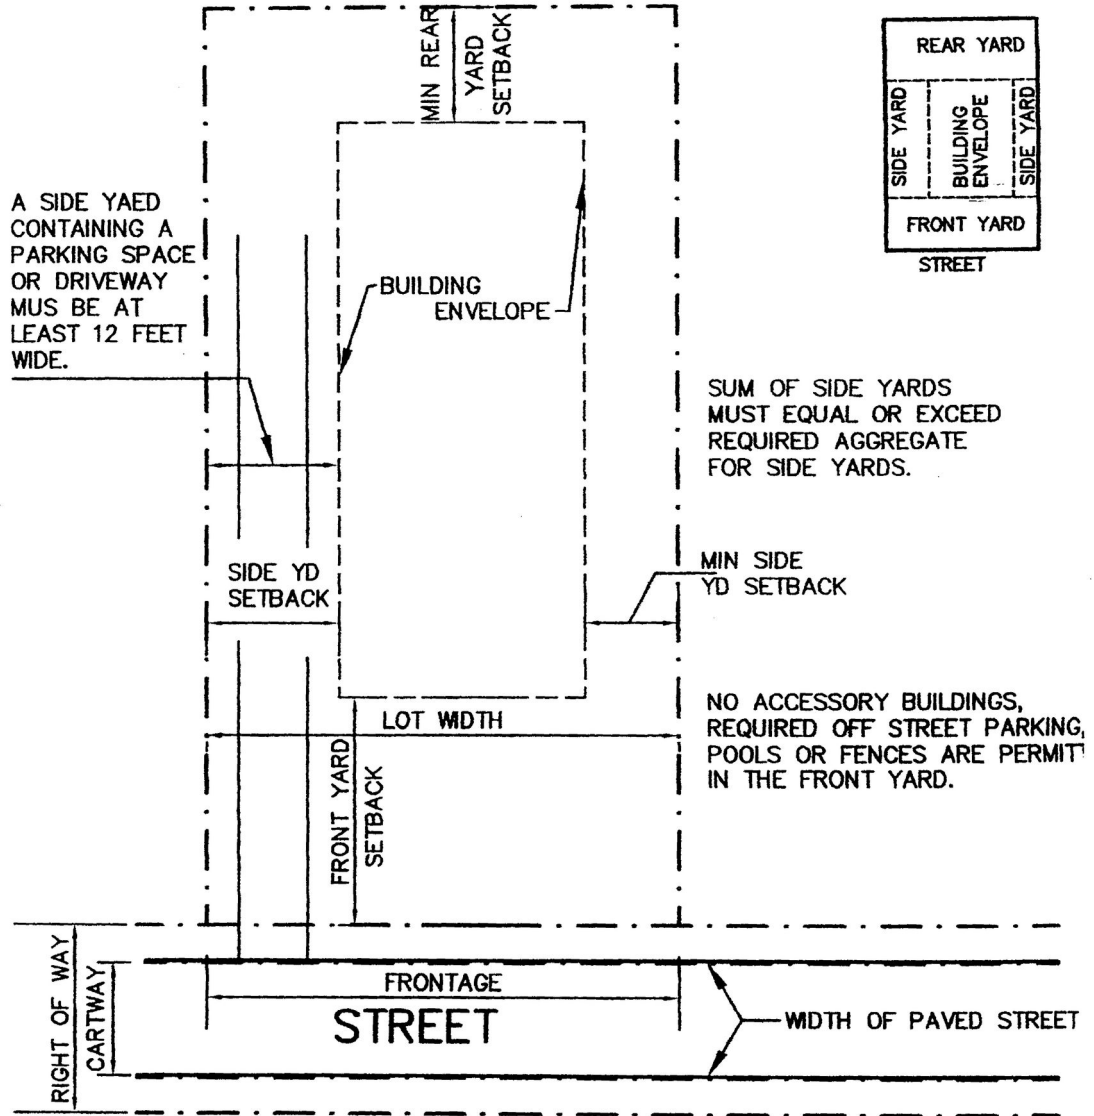 MIN REAR
YARD
SETBACK
REAR YARD
SIDE YARD
BUILDING
ENVELOPE
SIDE YARD
FRONT YARD
STREET
A SIDE YAED
CONTAINING A
PARKING SPACE
OR DRIVEWAY
MUS BE AT
LEAST 12 FEET
WIDE.
BUILDING
ENVELOPE
SUM OF SIDE YARDS
MUST EQUAL OR EXCEED
REQUIRED AGGREGATE
FOR SIDE YARDS.
SIDE YD
SETBACK
MIN SIDE
YD SETBACK
LOT WIDTH
FRONT YARD
SETBACK
NO ACCESSORY BUILDINGS,
REQUIRED OFF STREET PARKING,
POOLS OR FENCES ARE PERMIT
IN THE FRONT YARD.
RIGHT OF WAY
CARTWAY
FRONTAGE
STREET
WIDTH OF PAVED STREET